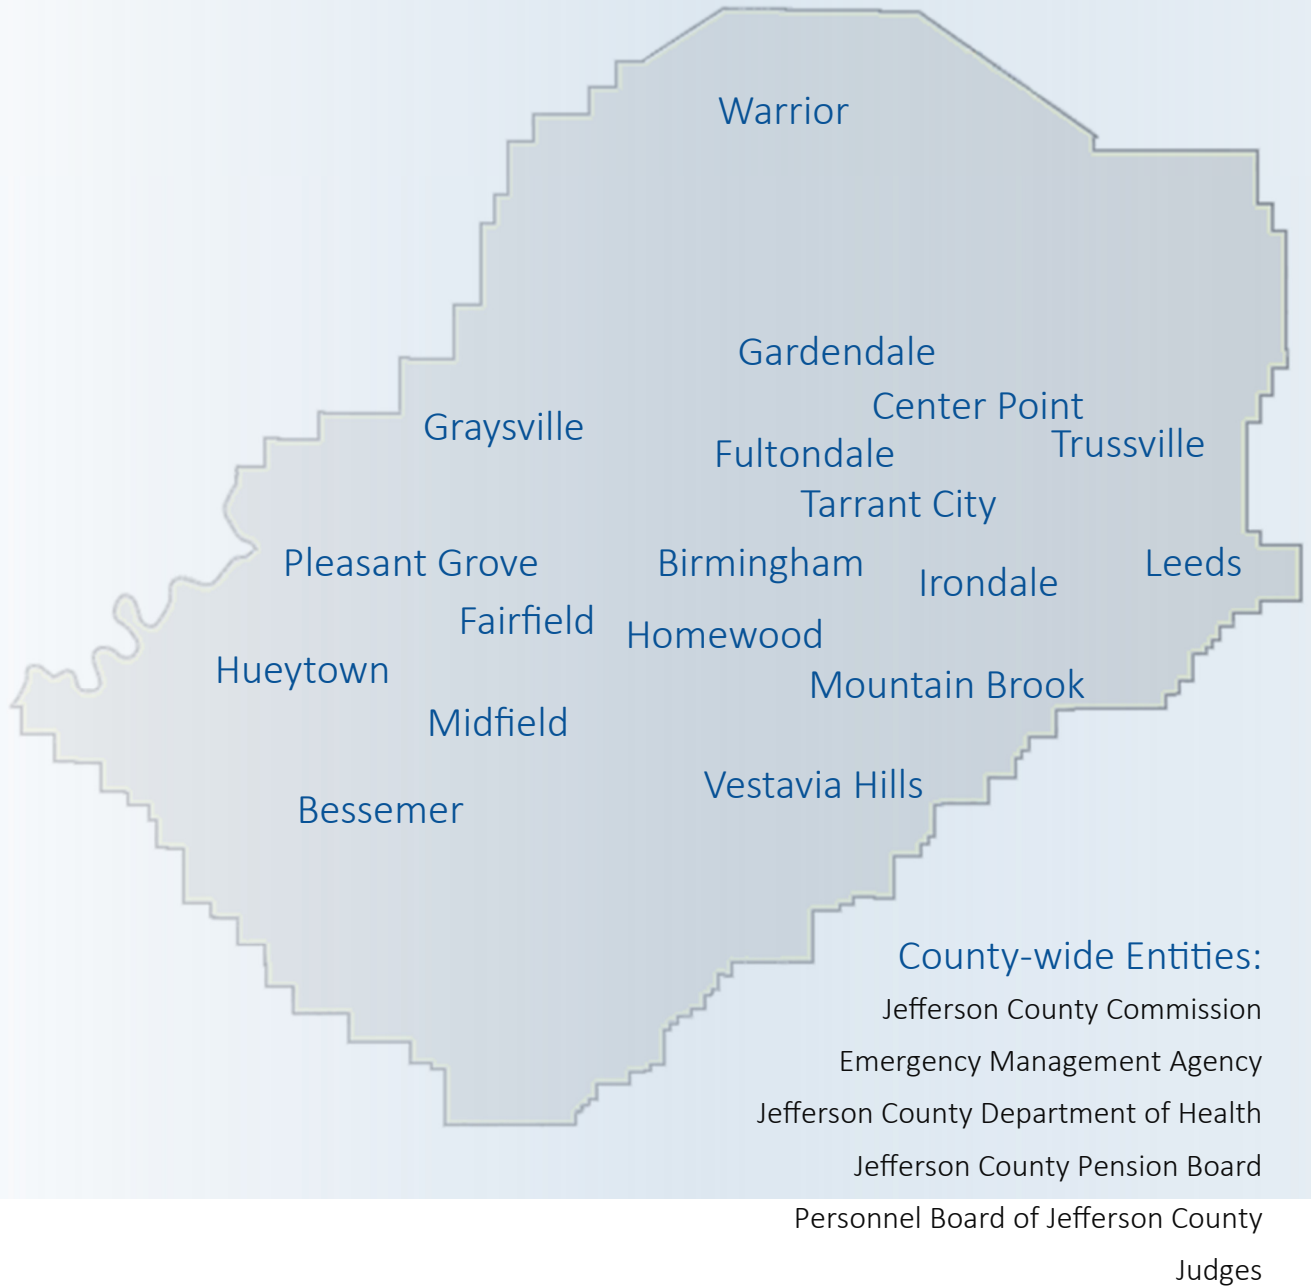 Warrior
Gardendale
Center Point
Graysville
Trussville
Fultondale
Tarrant City
Pleasant Grove
Birmingham
Leeds
Irondale
Fairfield
Homewood
Hueytown
Mountain Brook
Midfield
Vestavia Hills
Bessemer
County-wide Entities:
Jefferson County Commission
Emergency Management Agency
Jefferson County Department of Health
Jefferson County Pension Board
Personnel Board of Jefferson County
Judges